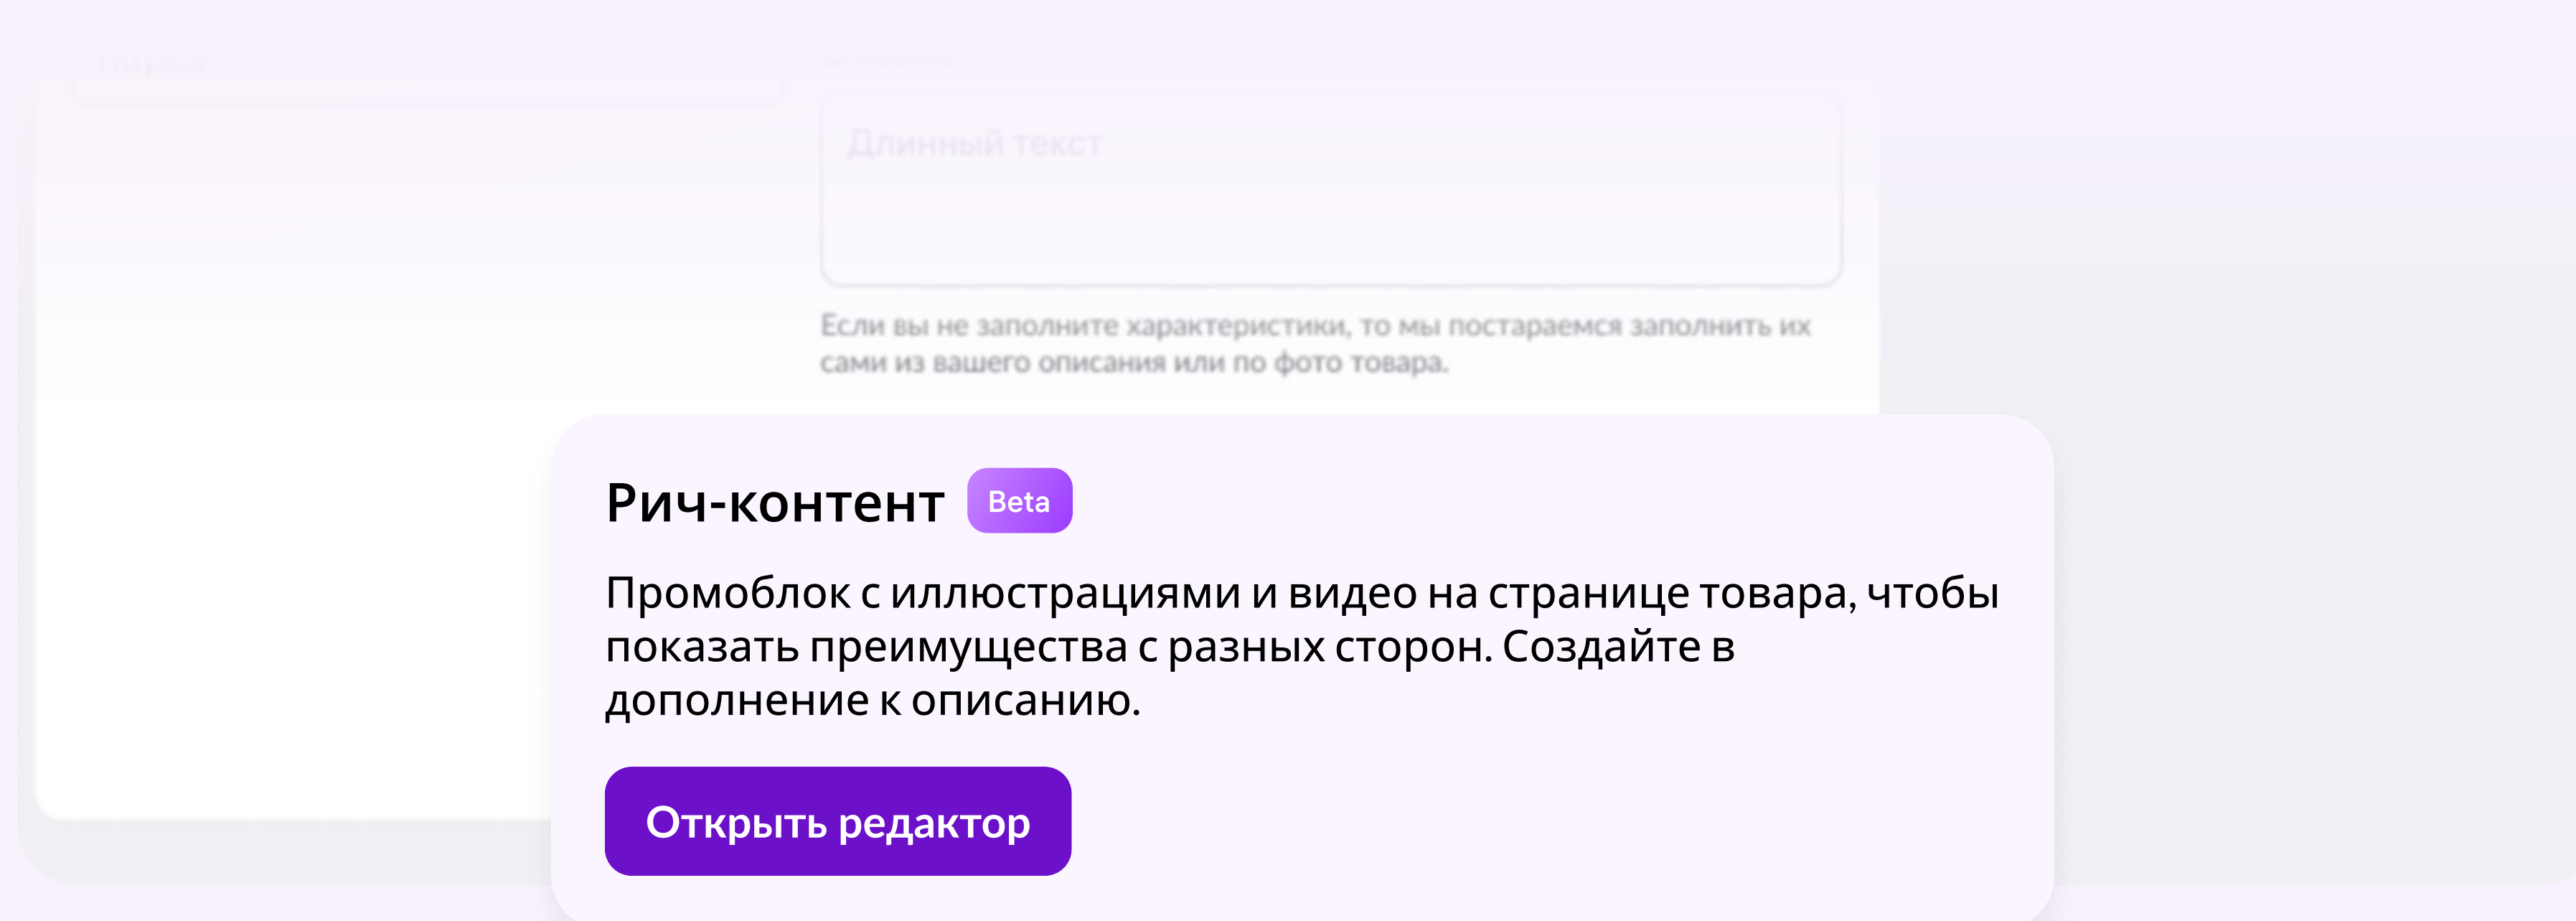 https://
Описание
Длинный текст
Если вы не заполните характеристики, то мы постараемся заполнить их
сами из вашего описания или по фото товара.
Рич-контент Beta
Промоблок с иллюстрациями и видео на странице товара, чтобы
показать преимущества с разных сторон. Создайте в
дополнение к описанию.
Открыть редактор